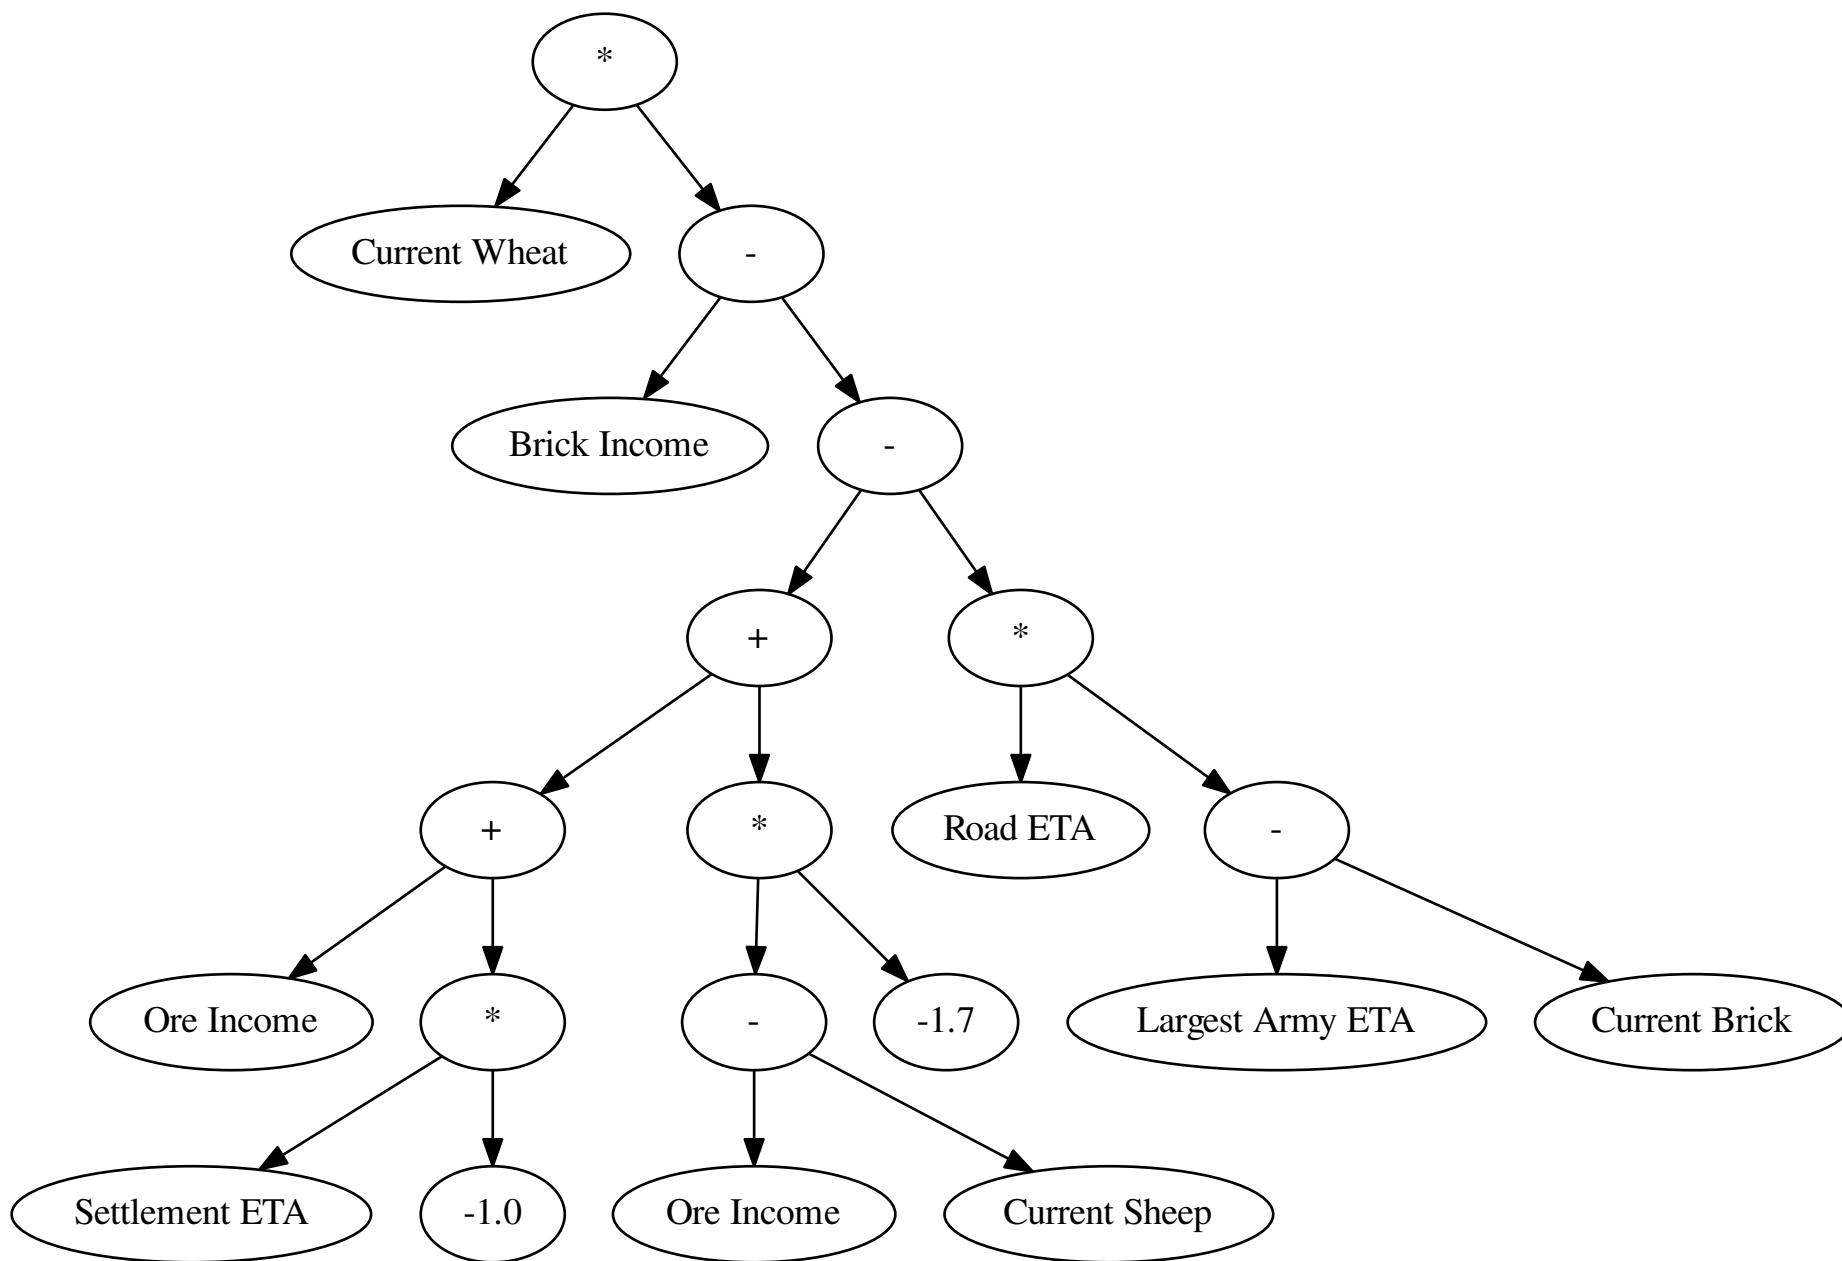 *
Current Wheat
-
Brick Income
-
+
*
+
*
Road ETA
-
Ore Income
*
-
-1.7
Largest Army ETA
Current Brick
Settlement ETA
-1.0
Ore Income
Current Sheep